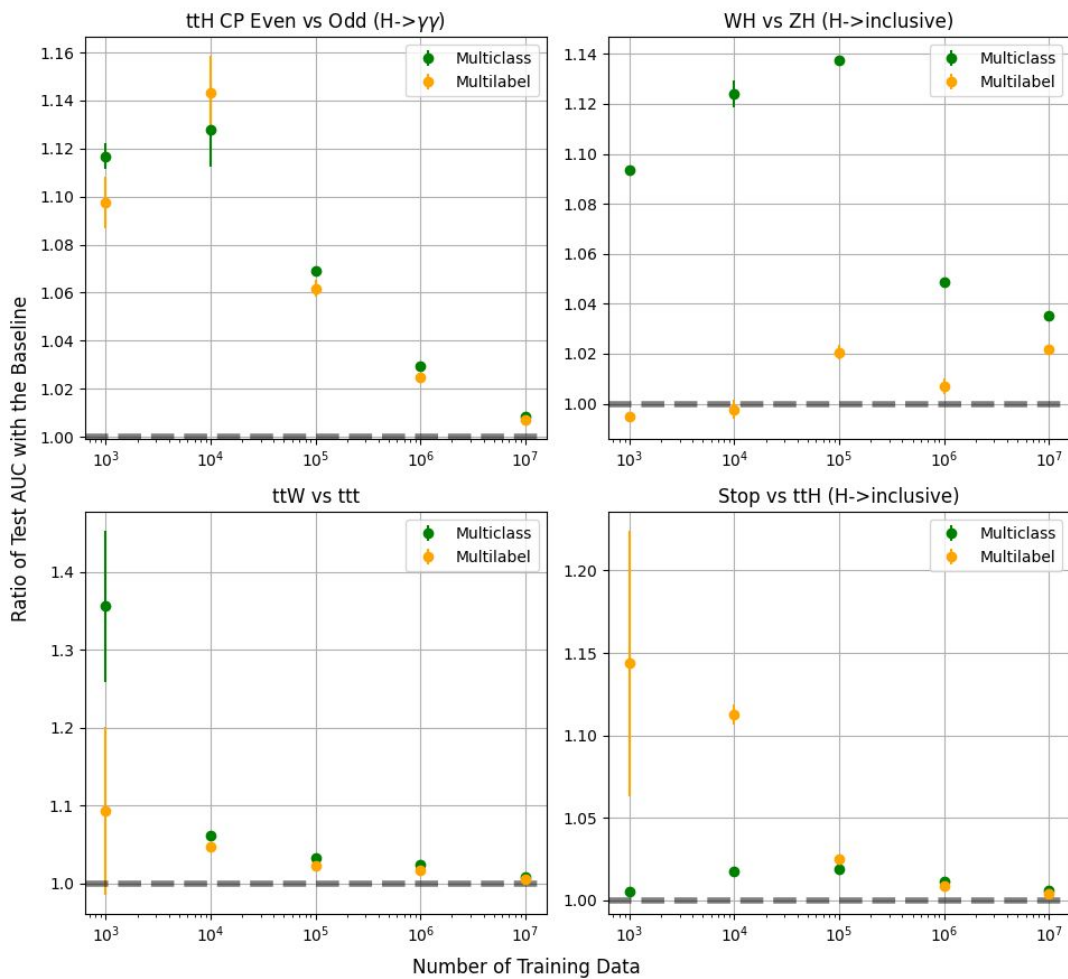 ttH CP Even vs Odd (H->γγ)
Multiclass
Multilabel
1.16
1.14
1.12
1.10
1.08
1.06
1.04
1.02
1.00
10³ 10⁴ 10⁵ 10⁶ 10⁷
WH vs ZH (H->inclusive)
Multiclass
Multilabel
1.14
1.12
1.10
1.08
1.06
1.04
1.02
1.00
10³ 10⁴ 10⁵ 10⁶ 10⁷
Ratio of Test AUC with the Baseline
ttW vs ttt
Multiclass
Multilabel
1.4
1.3
1.2
1.1
1.0
10³ 10⁴ 10⁵ 10⁶ 10⁷
Stop vs ttH (H->inclusive)
Multiclass
Multilabel
1.20
1.15
1.10
1.05
1.00
10³ 10⁴ 10⁵ 10⁶ 10⁷
Number of Training Data